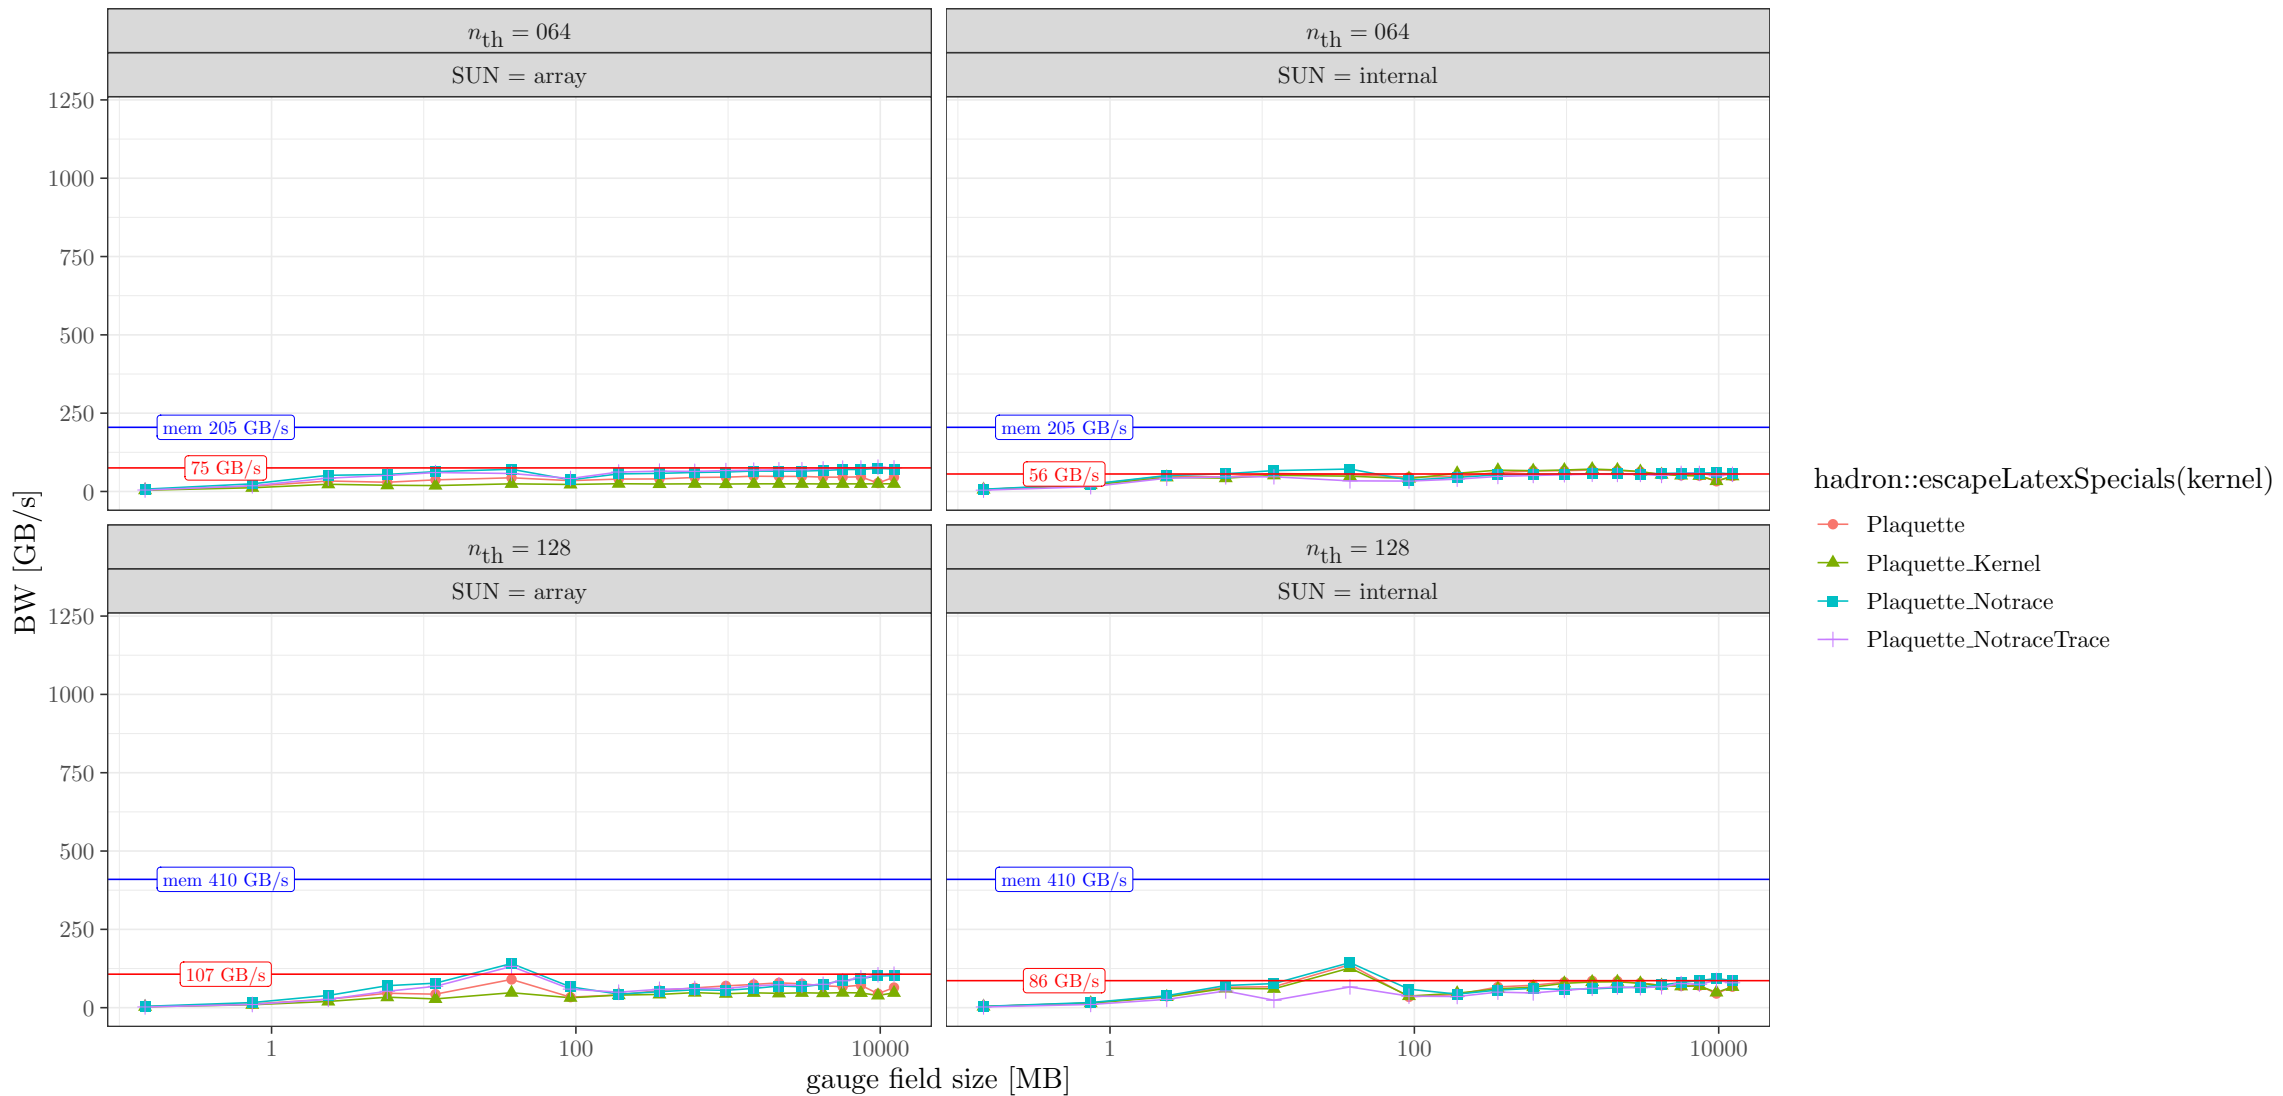 n_th = 064
SUN = array
n_th = 064
SUN = internal
1250
1000
750
500
250
0
mem 205 GB/s
75 GB/s
mem 205 GB/s
56 GB/s
n_th = 128
SUN = array
n_th = 128
SUN = internal
1250
1000
750
500
250
0
mem 410 GB/s
107 GB/s
mem 410 GB/s
86 GB/s
1
100
10000
1
100
10000
gauge field size [MB]
BW [GB/s]
hadron::escapeLatexSpecials(kernel)
Plaquette
Plaquette_Kernel
Plaquette_Notrace
Plaquette_NotraceTrace